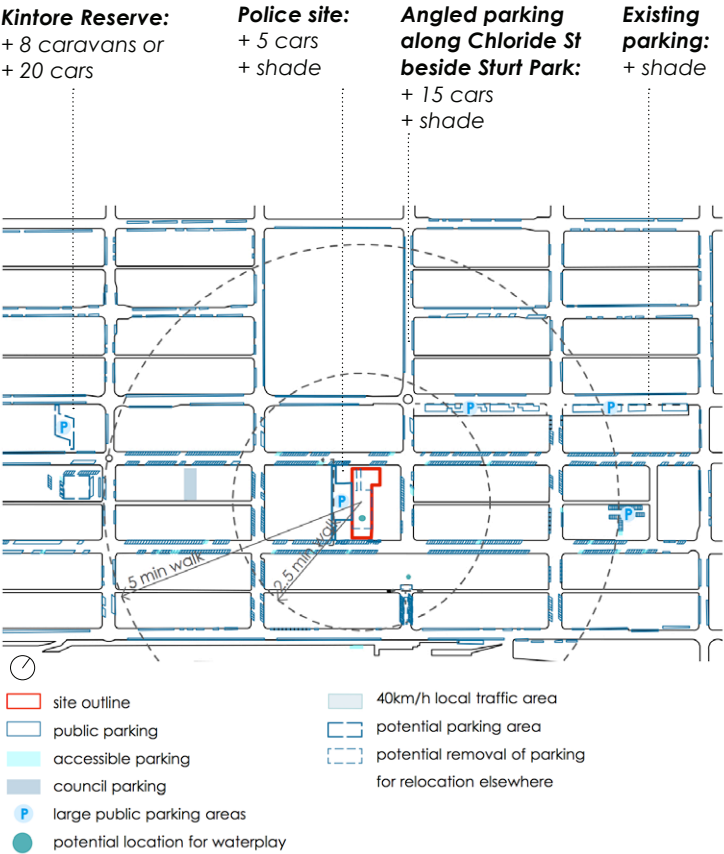 Kintore Reserve:
+ 8 caravans or
+ 20 cars
Police site:
+ 5 cars
+ shade
Angled parking
along Chloride St
beside Sturt Park:
+ 15 cars
+ shade
Existing
parking:
+ shade
P
P
P
P
P
5 min walk
2.5 min walk
site outline
public parking
accessible parking
council parking
P large public parking areas
potential location for waterplay
40km/h local traffic area
potential parking area
potential removal of parking
for relocation elsewhere